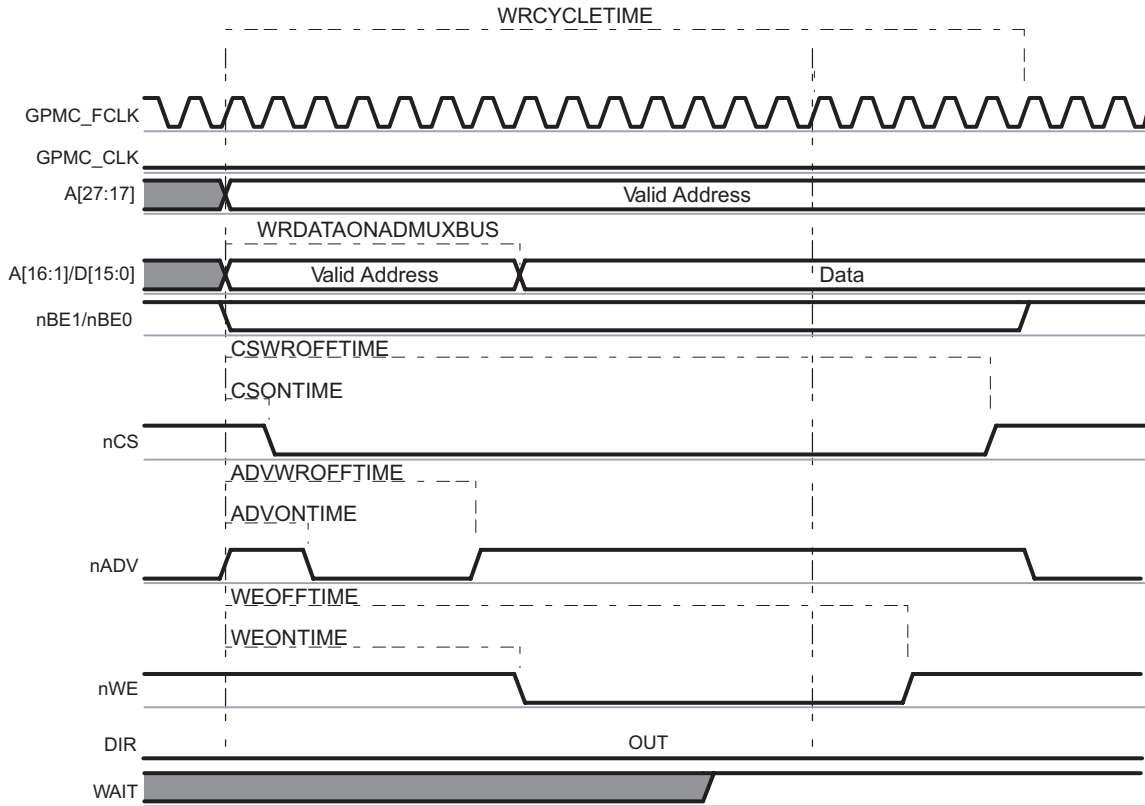 WRCYCLETIME
GPMC_FCLK
GPMC_CLK
A[27:17]
Valid Address
WRDATAONADMUXBUS
A[16:1]/D[15:0]
Valid Address
Data
nBE1/nBE0
CSWROFFTIME
CSONTIME
nCS
ADVWROFFTIME
ADVONTIME
nADV
WEOFFTIME
WEONTIME
nWE
DIR
OUT
WAIT